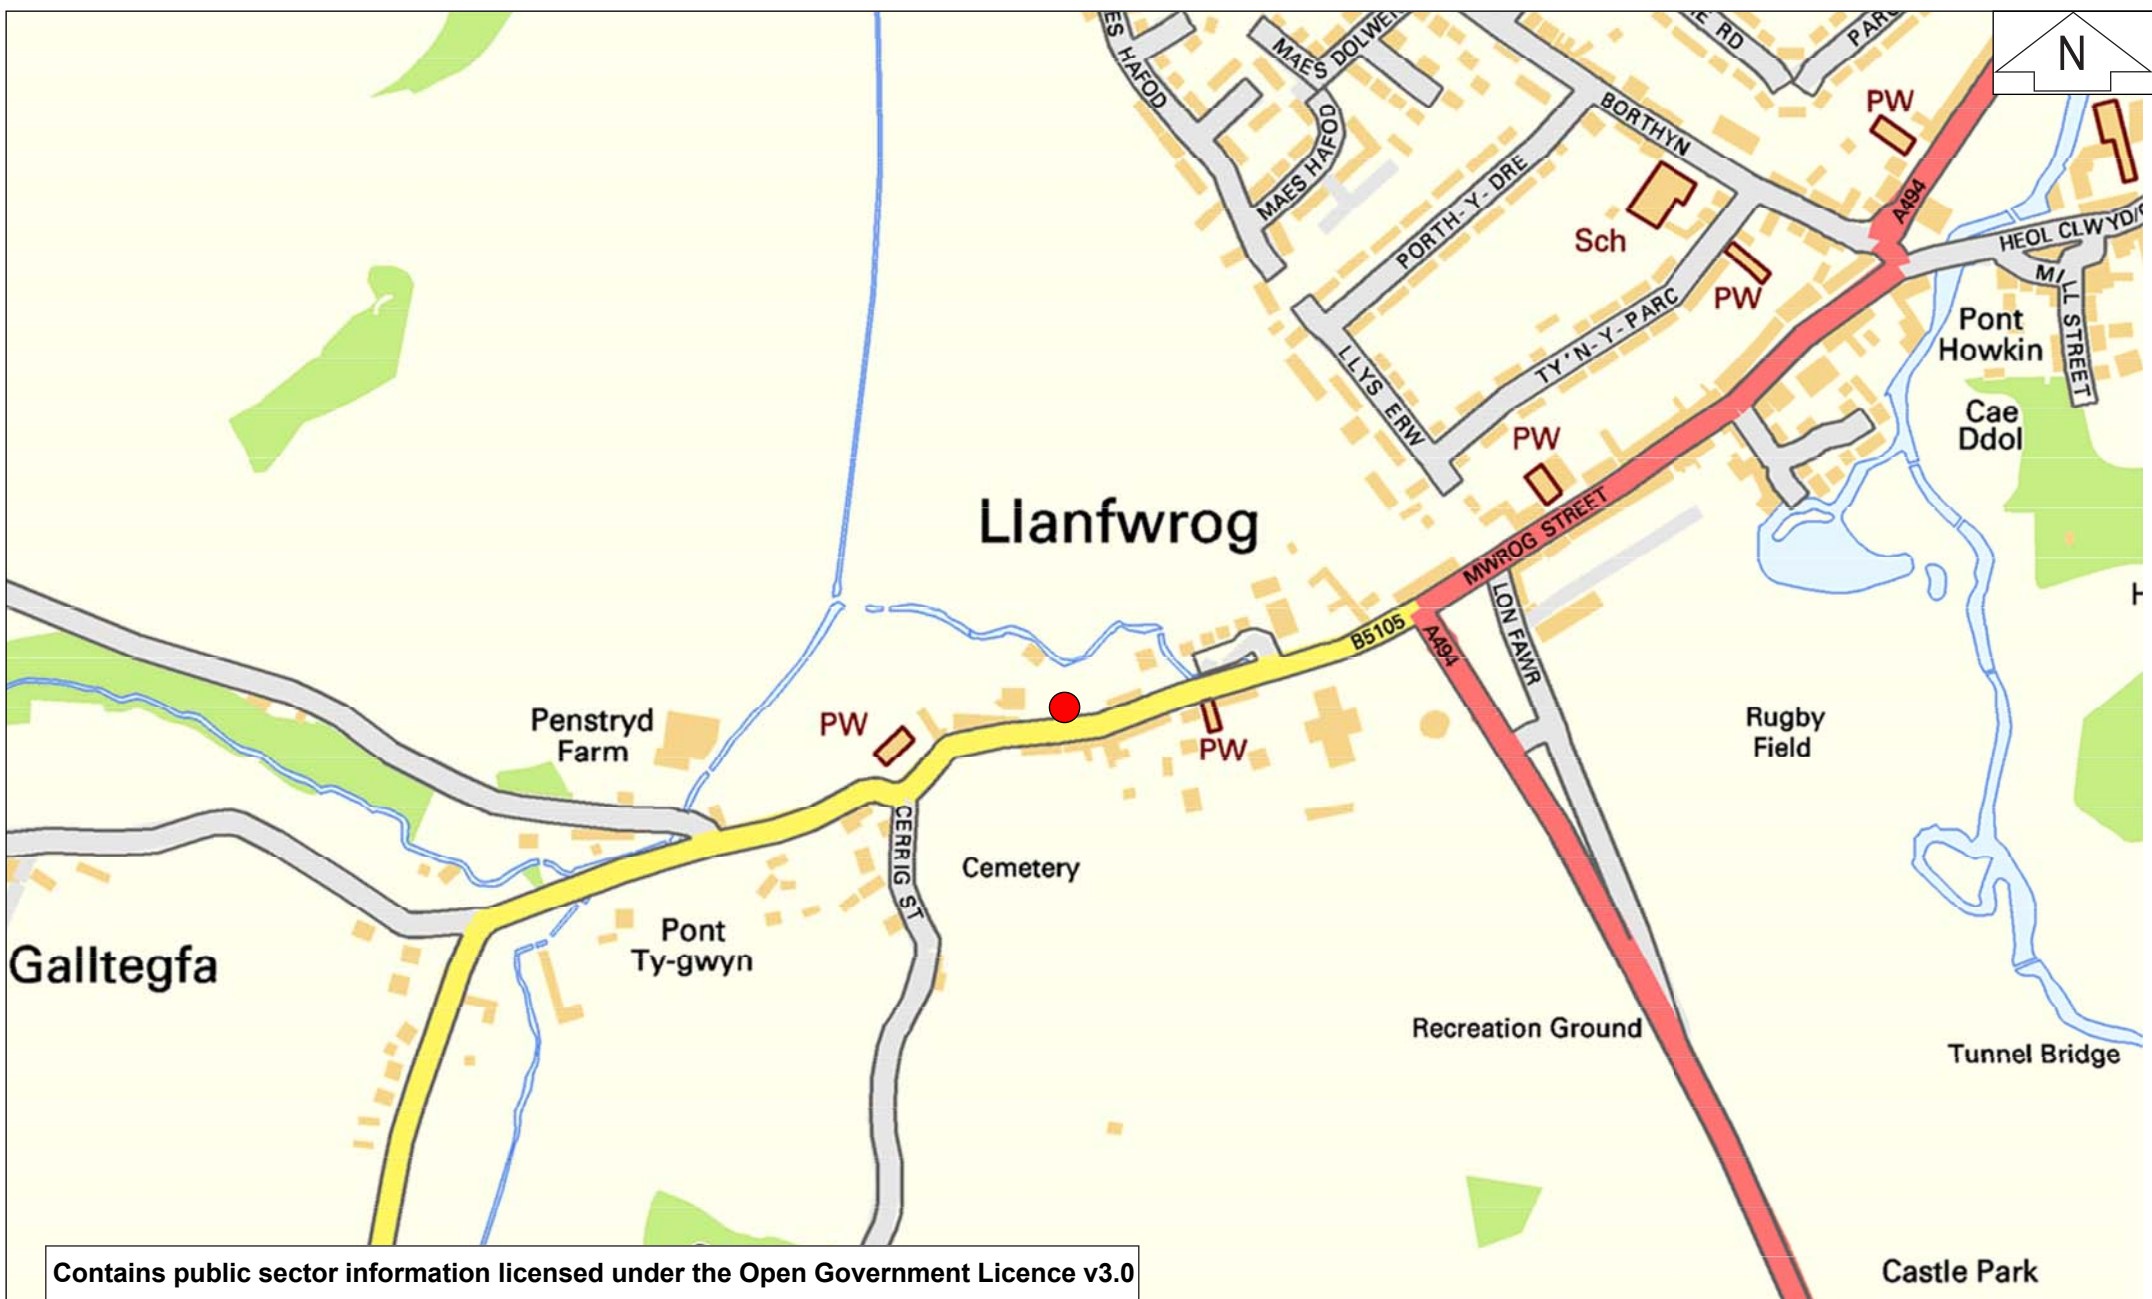 N
MAES DOLWEN
E RD
PARC
ES HAFOD
MAES HAFOD
BORTHYN
PW
A494
PORTH-Y-DRE
Sch
PW
HEOL CLWYD/
MILL STREET
TY'N-Y-PARC
Pont
Howkin
LLYS ERW
Cae
Ddol
PW
Llanfwrog
MWROG STREET
LON FAWR
H
B5105
A494
Penstryd
Farm
PW
PW
Rugby
Field
CERRIG ST
Cemetery
Pont
Ty-gwyn
Galltegfa
Recreation Ground
Tunnel Bridge
Castle Park
Contains public sector information licensed under the Open Government Licence v3.0